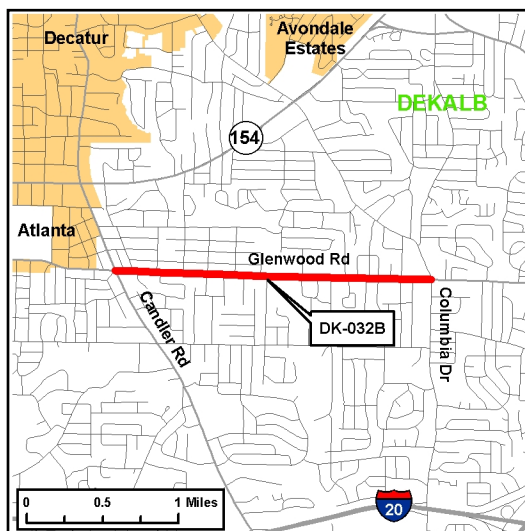 Decatur
Avondale
Estates
DEKALB
154
Atlanta
Glenwood Rd
Candler Rd
DK-032B
Columbia Dr
0 0.5 1 Miles
20